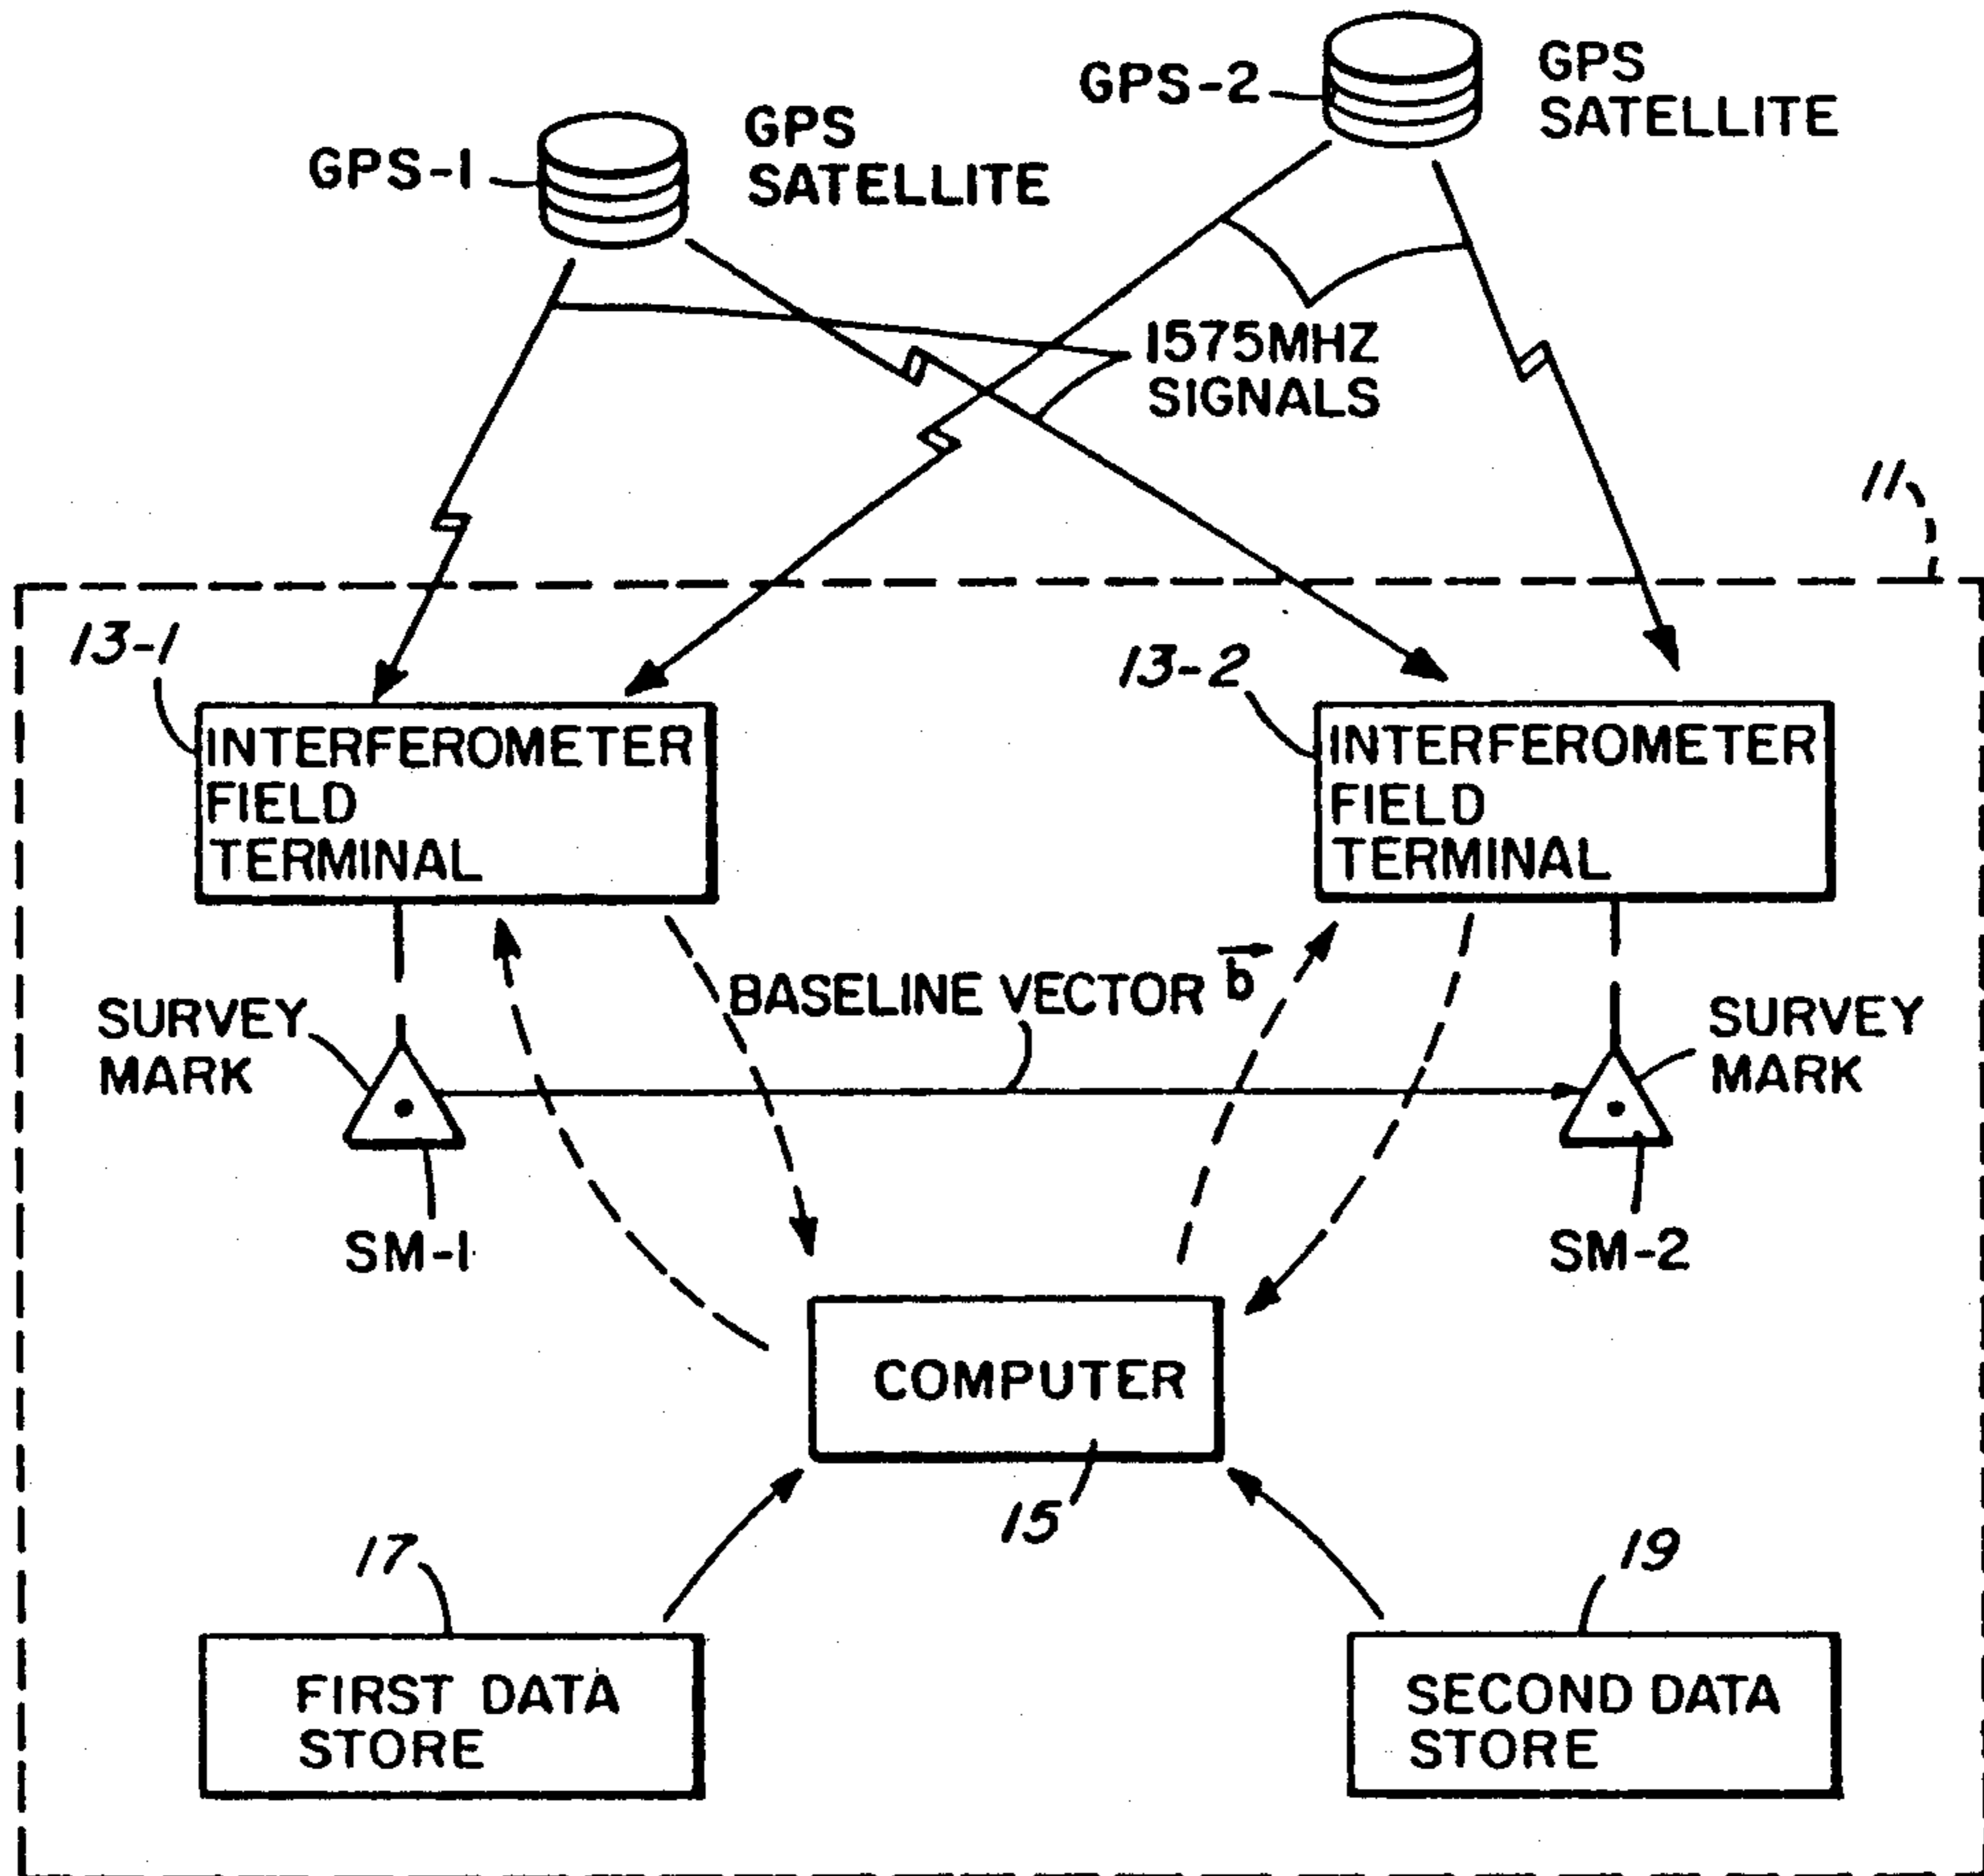 GPS-1
GPS
SATELLITE
GPS-2
GPS
SATELLITE
1575MHZ
SIGNALS
11
13-1
INTERFEROMETER
FIELD
TERMINAL
13-2
INTERFEROMETER
FIELD
TERMINAL
BASELINE VECTOR b
SURVEY
MARK
SURVEY
MARK
SM-1
SM-2
COMPUTER
15
17
19
FIRST DATA
STORE
SECOND DATA
STORE